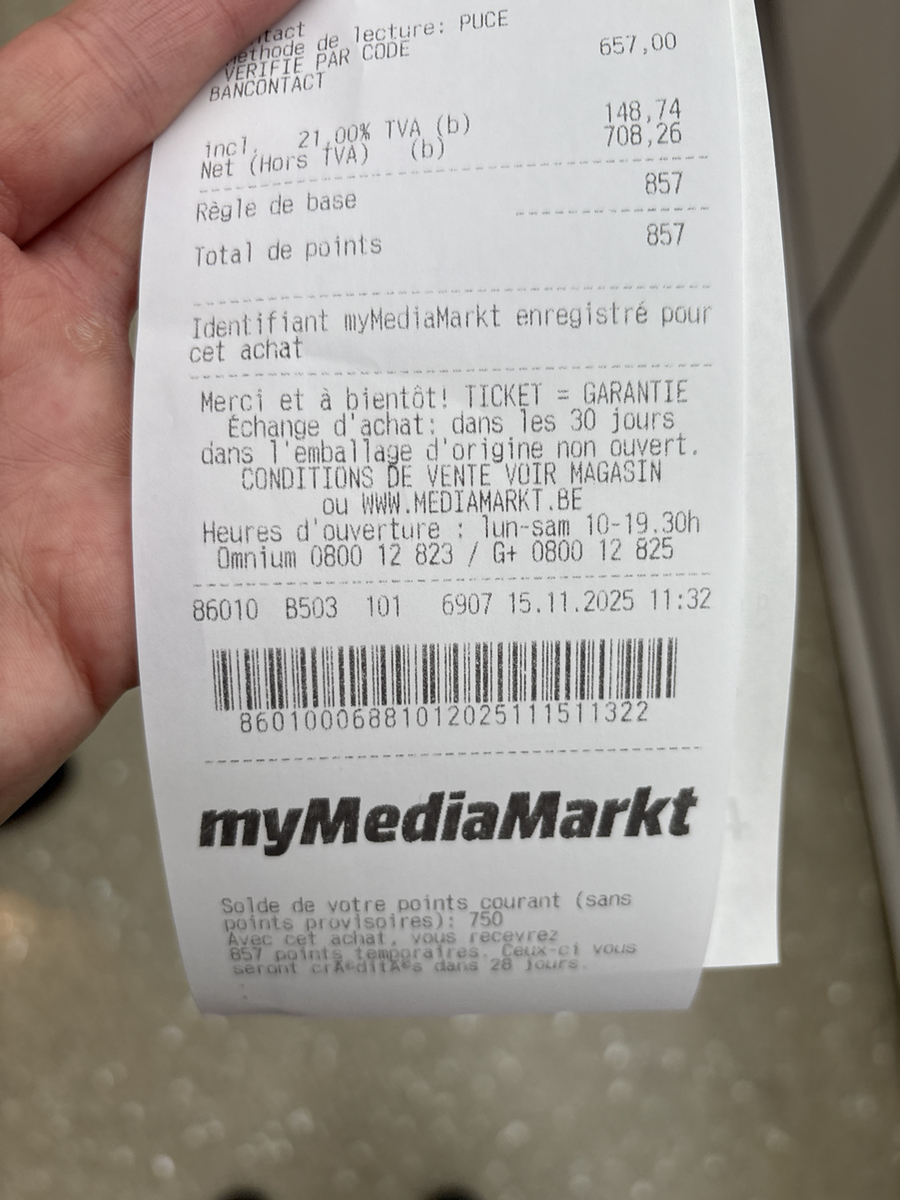 ntact
éthode de lecture: PUCE
VERIFIE PAR CODE 657,00
BANCONTACT
incl. 21,00% TVA (b) 148,74
Net (Hors TVA) (b) 708,26
Règle de base 857
Total de points 857
Identifiant myMediaMarkt enregistré pour
cet achat
Merci et à bientôt! TICKET = GARANTIE
Échange d'achat: dans les 30 jours
dans l'emballage d'origine non ouvert.
CONDITIONS DE VENTE VOIR MAGASIN
ou WWW.MEDIAMARKT.BE
Heures d'ouverture : lun-sam 10-19.30h
Omnium 0800 12 823 / G+ 0800 12 825
86010 B503 101 6907 15.11.2025 11:32
86010006881012025111511322
myMediaMarkt
Solde de votre points courant (sans
points provisoires): 750
Avec cet achat, vous recevrez
857 points temporaires. Ceux-ci vous
seront crÃ©ditÃ©s dans 28 jours.